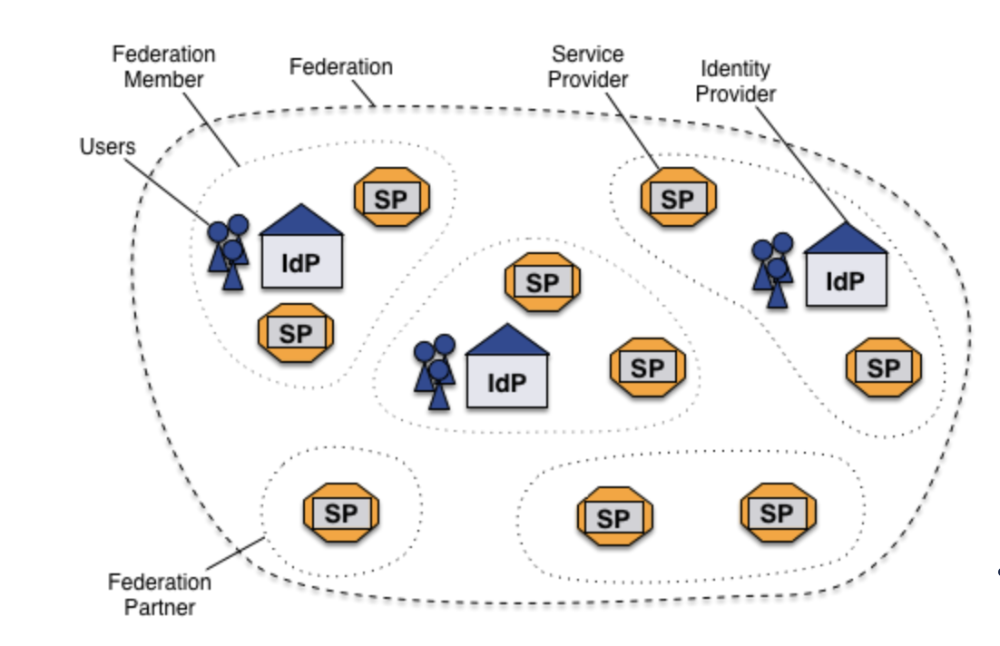 Federation
Member
Federation
Service
Provider
Identity
Provider
Users
SP
SP
IdP
IdP
SP
SP
IdP
SP
SP
SP
SP
SP
Federation
Partner